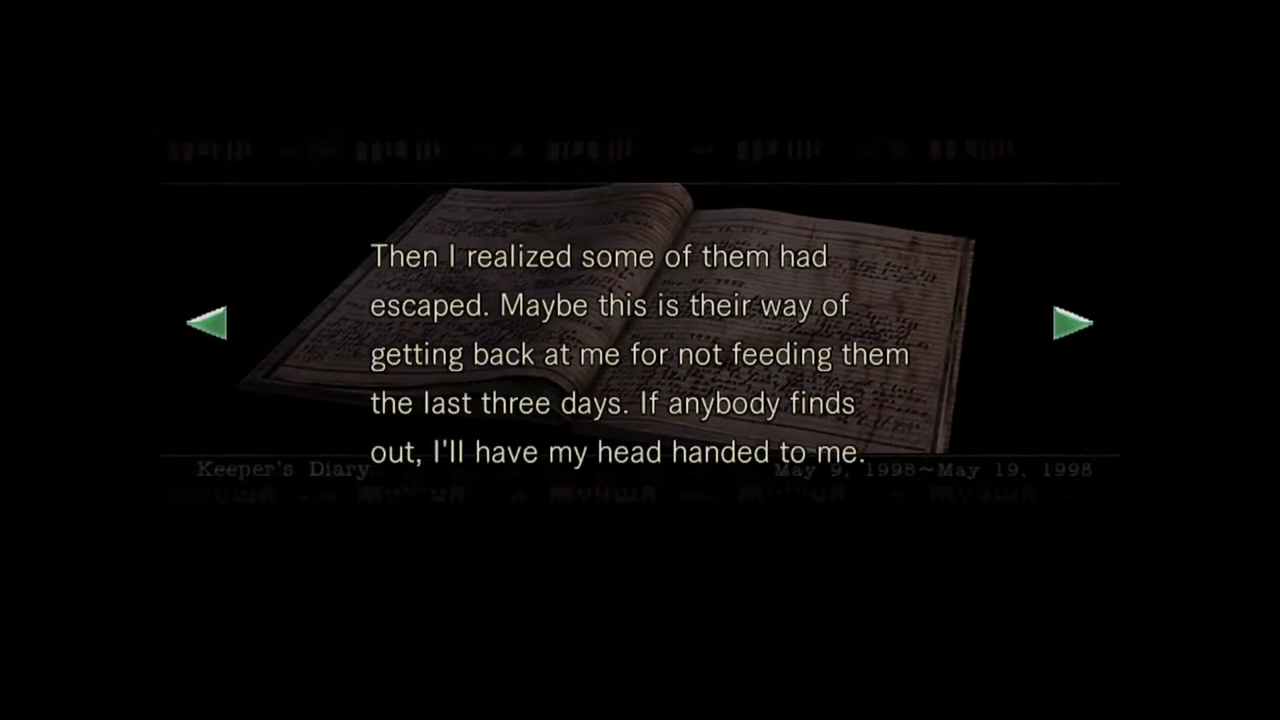 Then I realized some of them had
escaped. Maybe this is their way of
getting back at me for not feeding them
the last three days. If anybody finds
out, I'll have my head handed to me.
Keeper's Diary
May 9, 1998~May 19, 1998